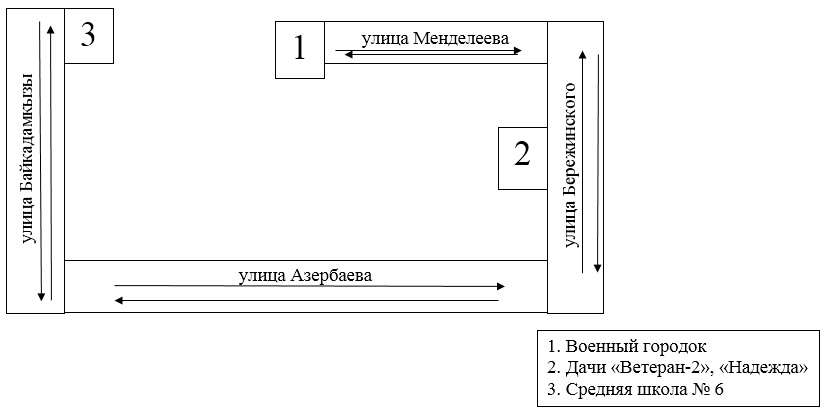 3
1
улица Менделеева
улица Байкадамкызы
2
улица Бережинского
улица Азербаева
1. Военный городок
2. Дачи «Ветеран-2», «Надежда»
3. Средняя школа № 6